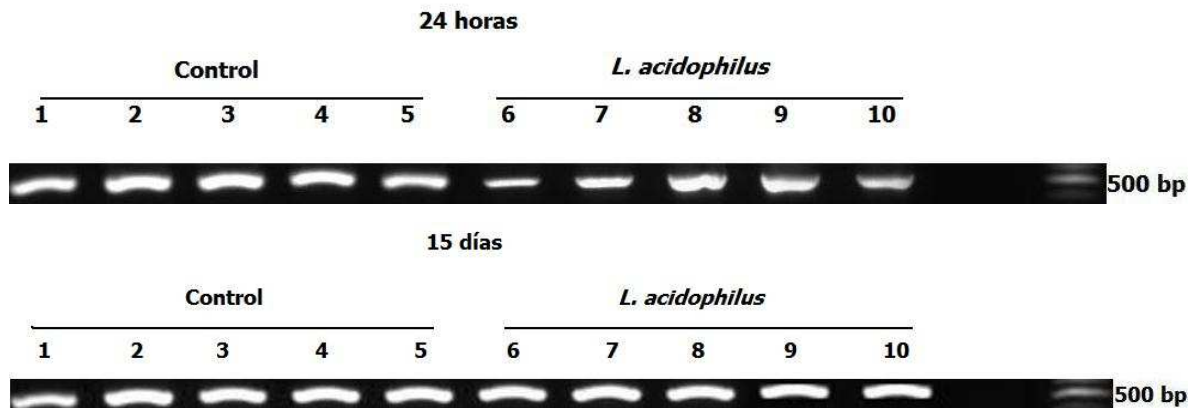 24 horas
Control L. acidophilus
1 2 3 4 5 6 7 8 9 10
500 bp
15 días
Control L. acidophilus
1 2 3 4 5 6 7 8 9 10
500 bp